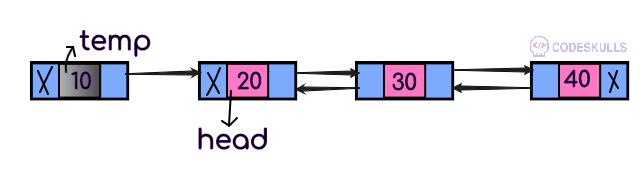 temp
CODESKULLS
X 10 X 20 30 40 X
head